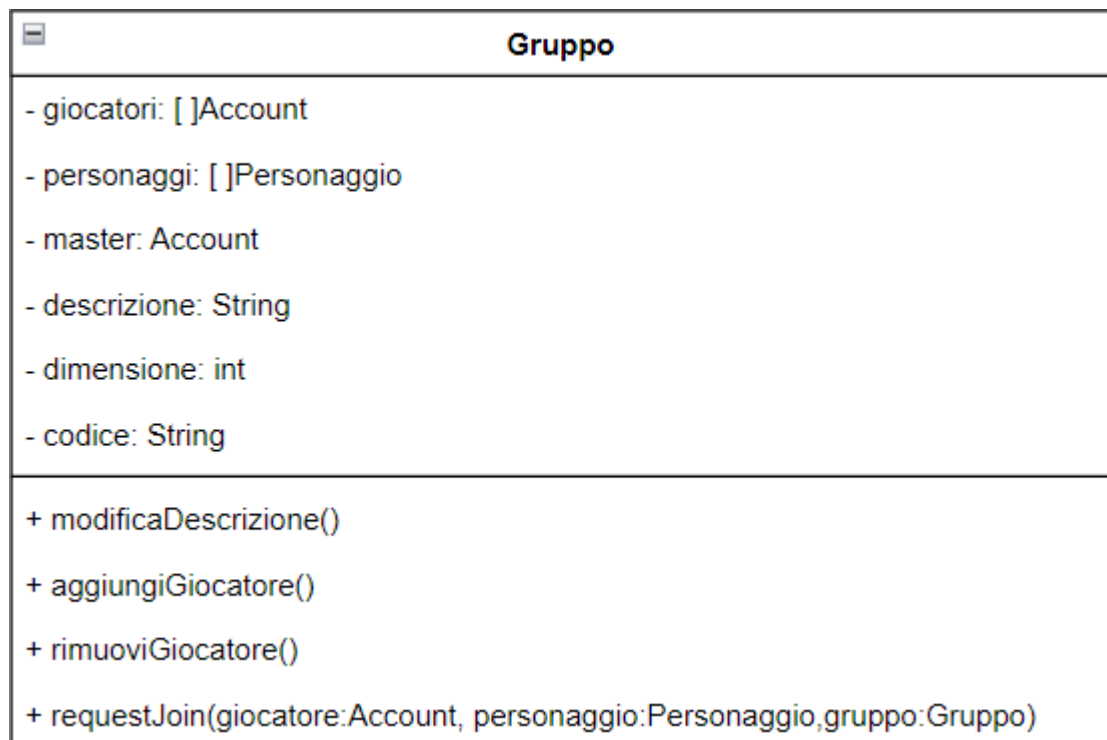 Gruppo
- giocatori: [ ]Account
- personaggi: [ ]Personaggio
- master: Account
- descrizione: String
- dimensione: int
- codice: String
+ modificaDescrizione()
+ aggiungiGiocatore()
+ rimuoviGiocatore()
+ requestJoin(giocatore:Account, personaggio:Personaggio,gruppo:Gruppo)